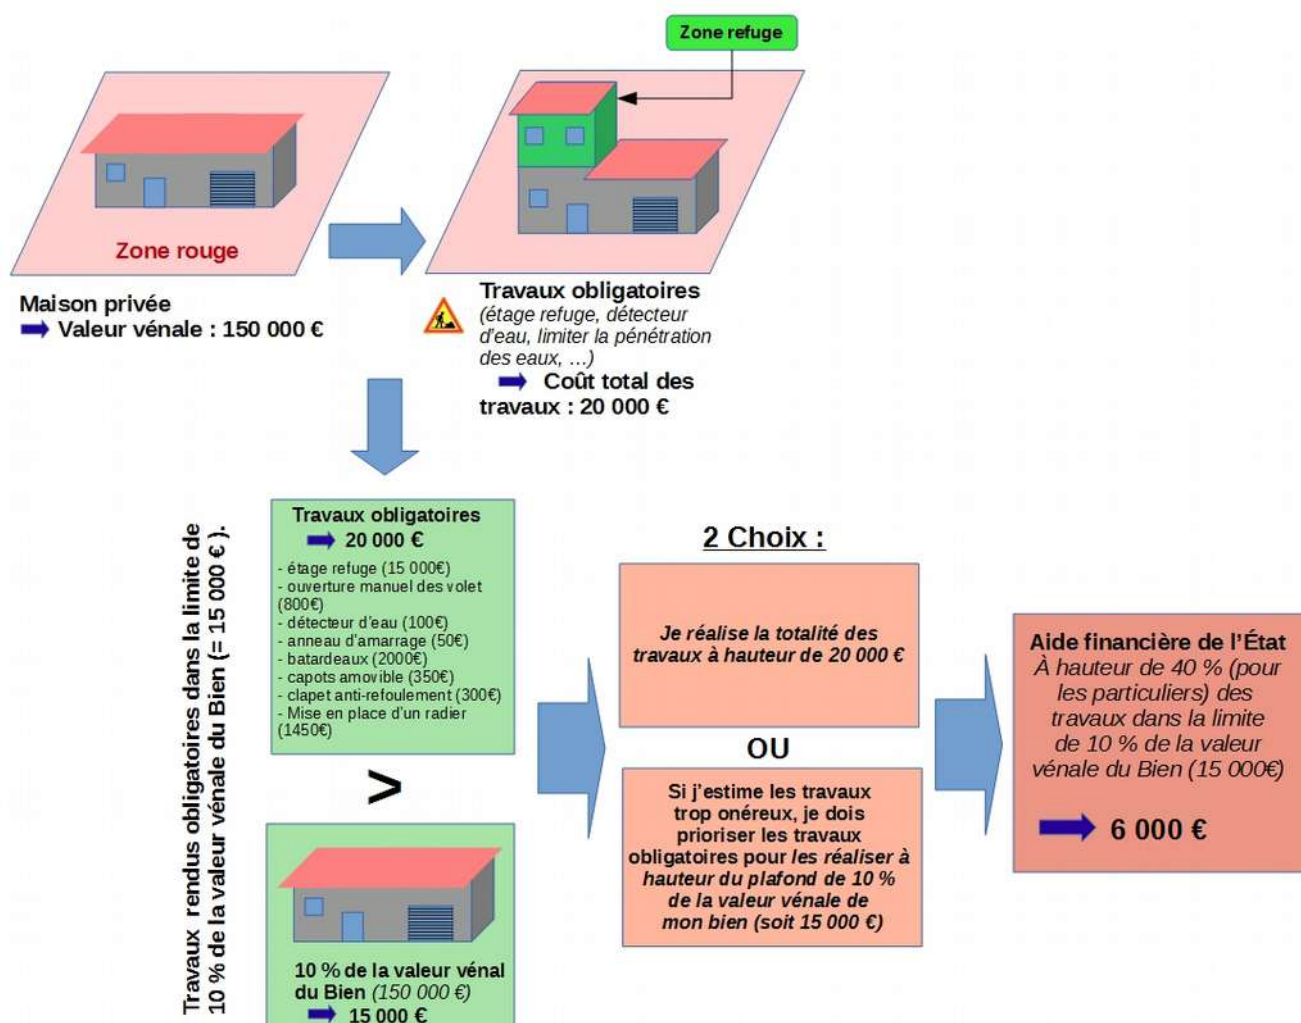 Zone refuge
Zone rouge
Maison privée
Valeur vénale : 150 000 €
Travaux obligatoires
(étage refuge, détecteur
d'eau, limiter la pénétration
des eaux, …)
Coût total des
travaux : 20 000 €
Travaux rendus obligatoires dans la limite de
10 % de la valeur vénale du Bien (= 15 000 € ).
Travaux obligatoires
20 000 €
- étage refuge (15 000€)
- ouverture manuel des volet
(800€)
- détecteur d'eau (100€)
- anneau d'amarrage (50€)
- batardeaux (2000€)
- capots amovible (350€)
- clapet anti-refoulement (300€)
- Mise en place d'un radier
(1450€)
>
10 % de la valeur vénal
du Bien (150 000 €)
15 000 €
2 Choix :
Je réalise la totalité des
travaux à hauteur de 20 000 €
OU
Si j'estime les travaux
trop onéreux, je dois
prioriser les travaux
obligatoires pour les réaliser à
hauteur du plafond de 10 %
de la valeur vénale de
mon bien (soit 15 000 €)
Aide financière de l'État
À hauteur de 40 % (pour
les particuliers) des
travaux dans la limite
de 10 % de la valeur
vénale du Bien (15 000€)
6 000 €